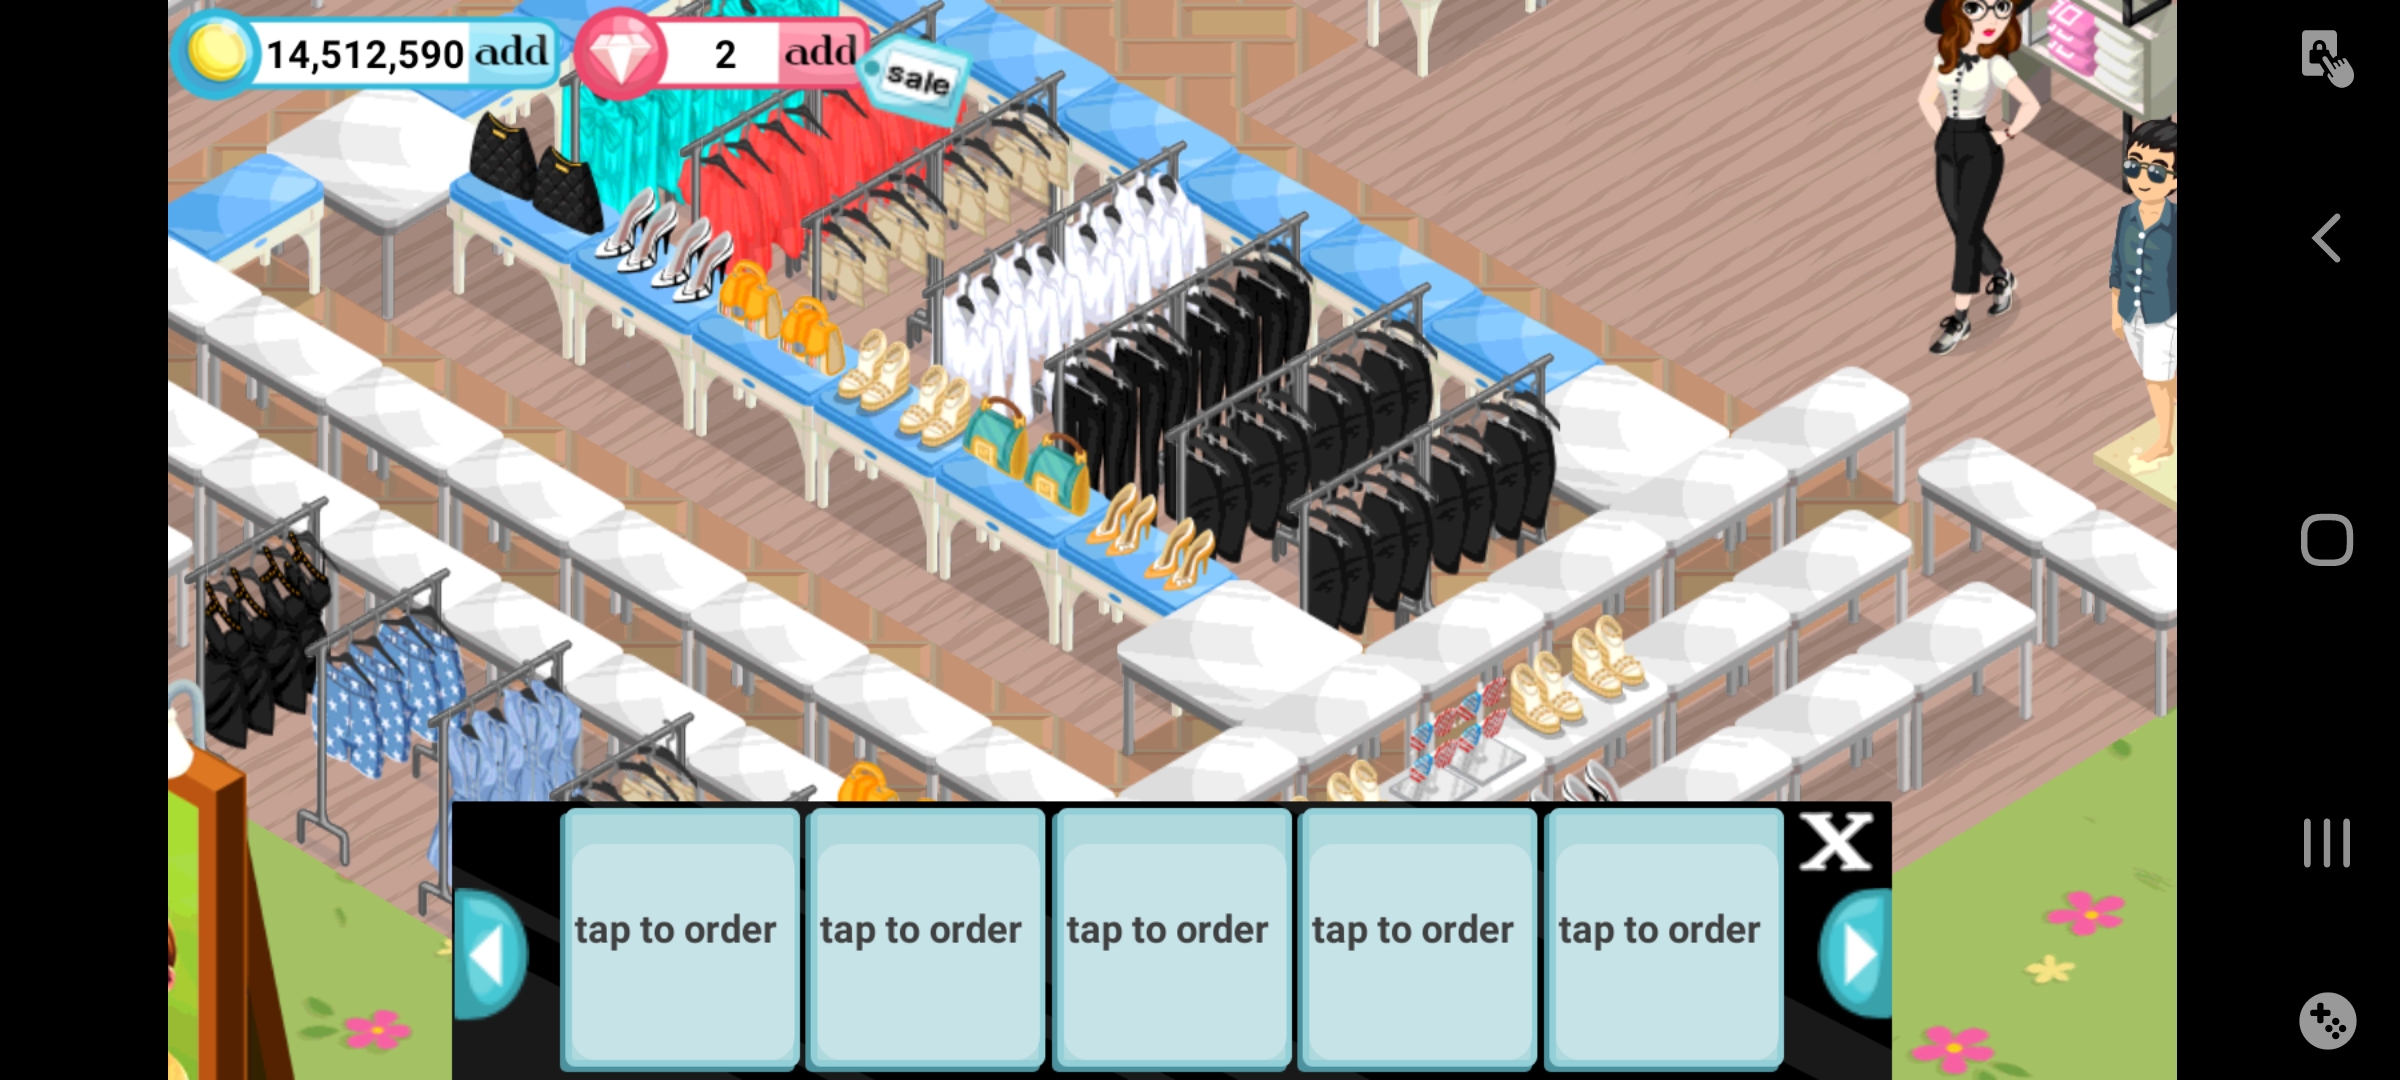 14,512,590 add
2 add
sale
tap to order
tap to order
tap to order
tap to order
tap to order
X